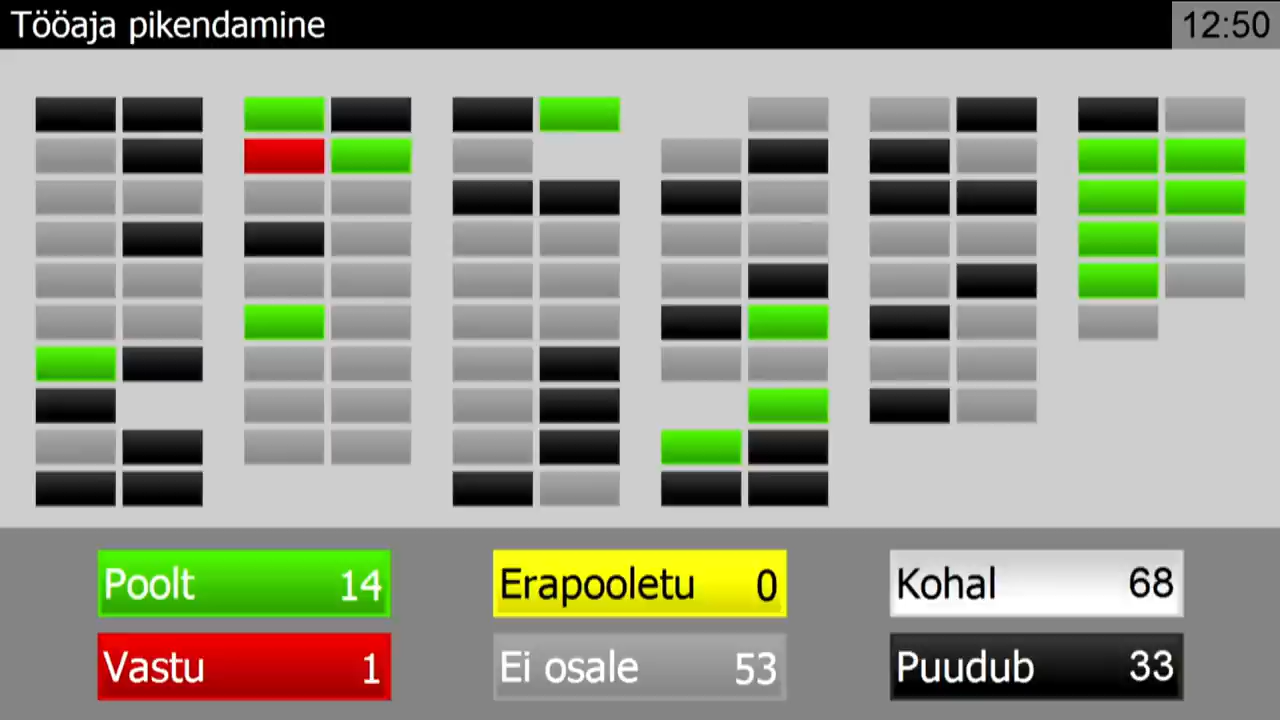 Tööaja pikendamine
12:50
Poolt 14
Erapooletu 0
Kohal 68
Vastu 1
Ei osale 53
Puudub 33